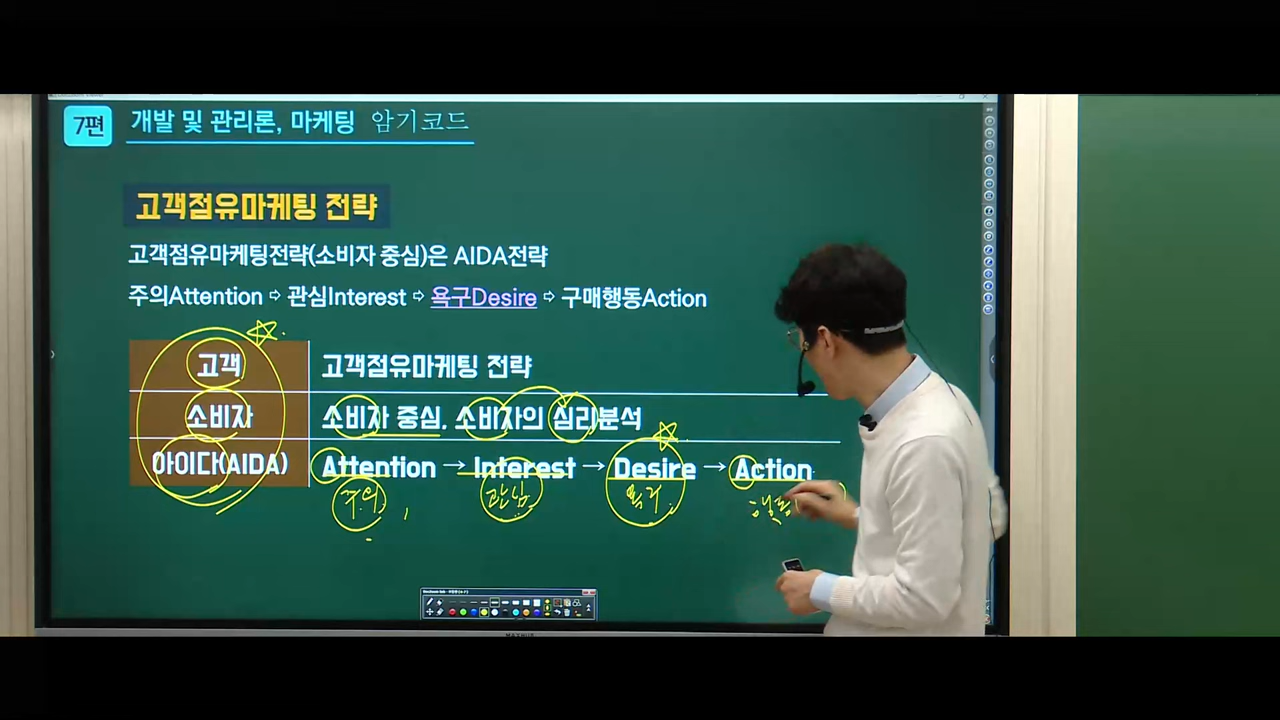 7편 개발 및 관리론, 마케팅 암기코드
고객점유마케팅 전략
고객점유마케팅전략(소비자 중심)은 AIDA전략
주의Attention ⇨ 관심Interest ⇨ 욕구Desire ⇨ 구매행동Action
고객 고객점유마케팅 전략
소비자 소비자 중심, 소비자의 심리분석
아이다(AIDA) Attention → Interest → Desire → Action
주의, 관심 욕구 행동